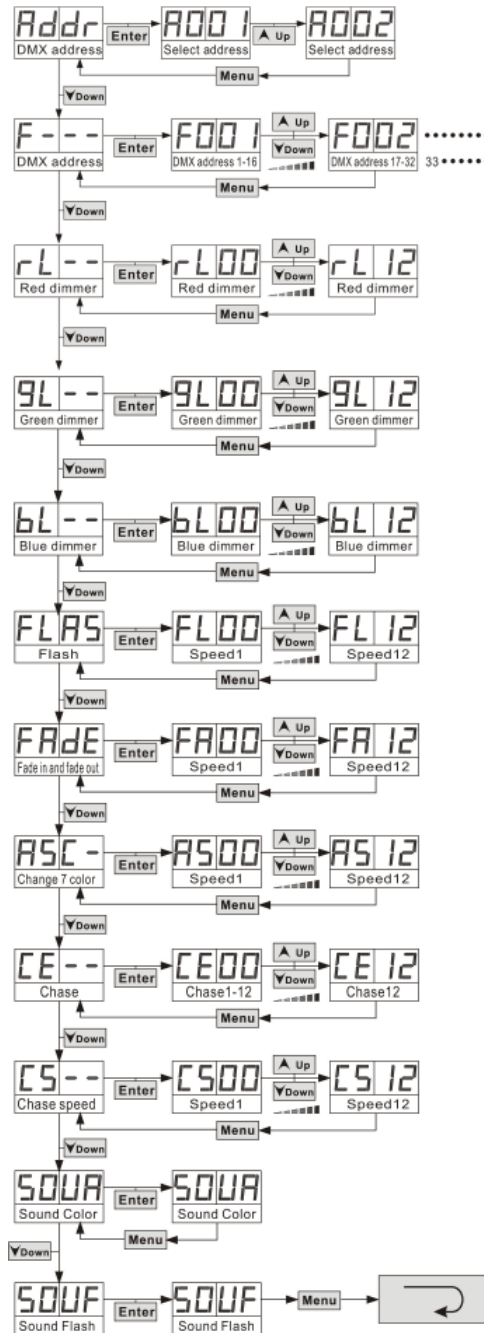 Addr A001 A002
DMX address Enter Select address Up Select address
Menu
Down
F--- F001 Up F002 ••••••••
DMX address Enter DMX address 1-16 Down DMX address 17-32 33 •••••
Menu
Down
rL-- rL00 Up rL12
Red dimmer Enter Red dimmer Down Red dimmer
Menu
Down
gL-- gL00 Up gL12
Green dimmer Enter Green dimmer Down Green dimmer
Menu
Down
bL-- bL00 Up bL12
Blue dimmer Enter Blue dimmer Down Blue dimmer
Menu
Down
FLAS FL00 Up FL12
Flash Enter Speed1 Down Speed12
Menu
Down
FAdE FA00 Up FA12
Fade in and fade out Enter Speed1 Down Speed12
Menu
Down
ASC- AS00 Up AS12
Change 7 color Enter Speed1 Down Speed12
Menu
Down
CE-- CE00 Up CE12
Chase Enter Chase1-12 Down Chase12
Menu
Down
CS-- CS00 Up CS12
Chase speed Enter Speed1 Down Speed12
Menu
Down
SOUA SOUA
Sound Color Enter Sound Color
Menu
Down
SOUF SOUF Menu
Sound Flash Enter Sound Flash